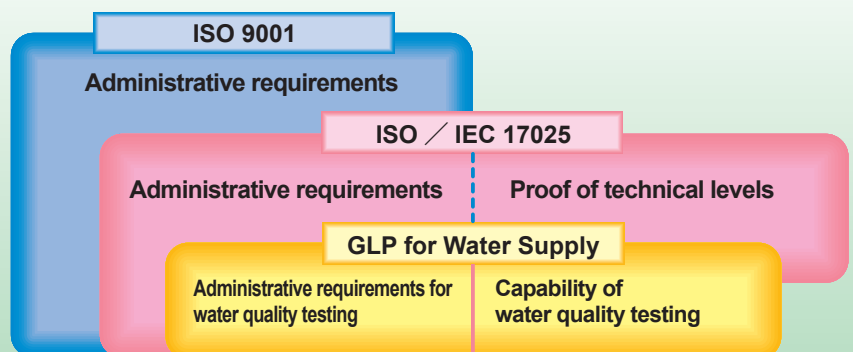 ISO 9001
Administrative requirements
ISO ／ IEC 17025
Administrative requirements
Proof of technical levels
GLP for Water Supply
Administrative requirements for
water quality testing
Capability of
water quality testing